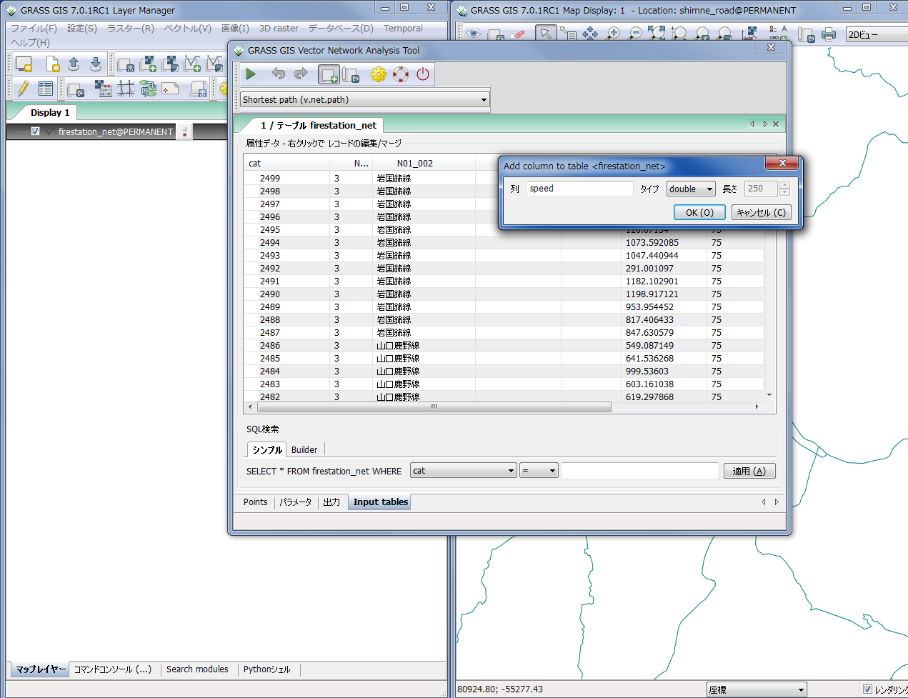 GRASS GIS 7.0.1RC1 Layer Manager
ファイル(F) 設定(S) ラスター(R) ベクトル(V) 画像(I) 3D raster データベース(D) Temporal
ヘルプ(H)
Display 1
firestation_net@PERMANENT
GRASS GIS 7.0.1RC1 Map Display: 1 - Location: shimne_road@PERMANENT
2Dビュー
GRASS GIS Vector Network Analysis Tool
Shortest path (v.net.path)
1 / テーブル firestation_net
属性データ - 右クリックで レコードの編集/マージ
cat N... N01_002
2499 3 岩国錦線
2498 3 岩国錦線
2497 3 岩国錦線
2496 3 岩国錦線
2495 3 岩国錦線 75
2494 3 岩国錦線 1073.592085 75
2493 3 岩国錦線 1047.440944 75
2492 3 岩国錦線 291.001097 75
2491 3 岩国錦線 1182.102901 75
2490 3 岩国錦線 1198.917121 75
2489 3 岩国錦線 953.954452 75
2488 3 岩国錦線 817.406433 75
2487 3 岩国錦線 847.630579 75
2486 3 山口鹿野線 549.087149 75
2485 3 山口鹿野線 641.536268 75
2484 3 山口鹿野線 999.53603 75
2483 3 山口鹿野線 603.161038 75
2482 3 山口鹿野線 619.297868 75
Add column to table <firestation_net>
列 speed タイプ double 長さ 250
OK (O) キャンセル (C)
SQL検索
シンプル Builder
SELECT * FROM firestation_net WHERE cat = 適用 (A)
Points パラメータ 出力 Input tables
マップレイヤー コマンドコンソール (...) Search modules Pythonシェル
80924.80; -55277.43 座標 レンダリン